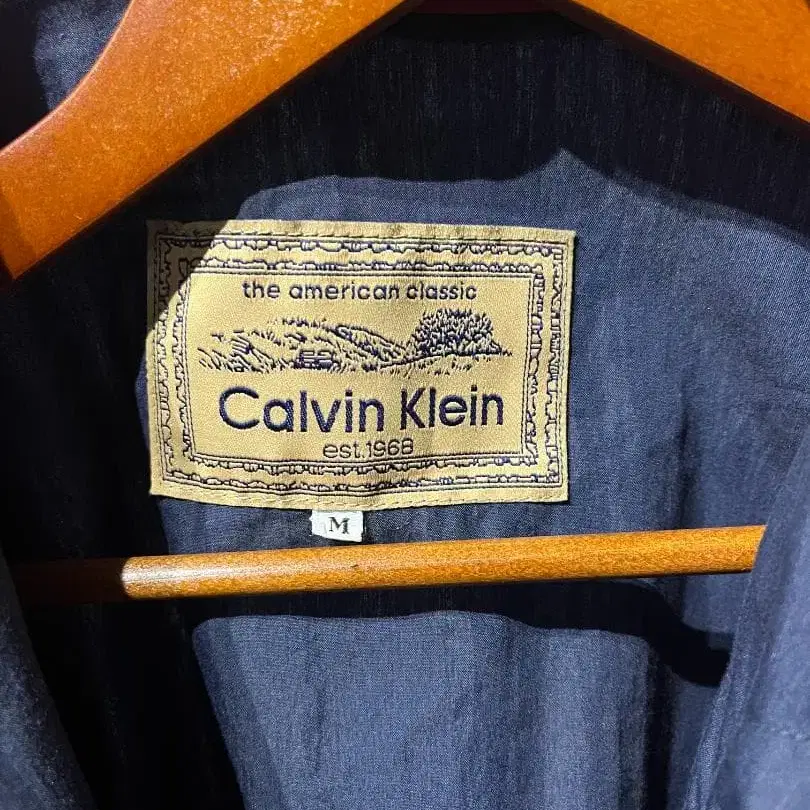 the american classic
Calvin Klein
est.1968
M